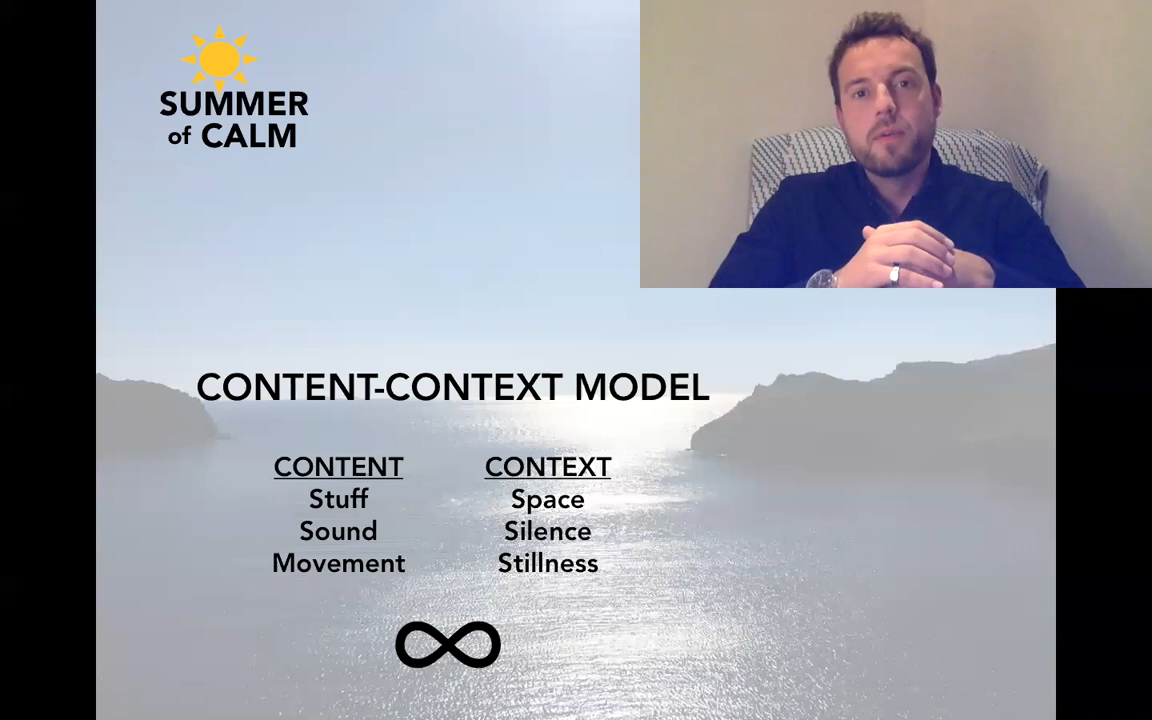 SUMMER
of CALM
CONTENT-CONTEXT MODEL
CONTENT CONTEXT
Stuff Space
Sound Silence
Movement Stillness